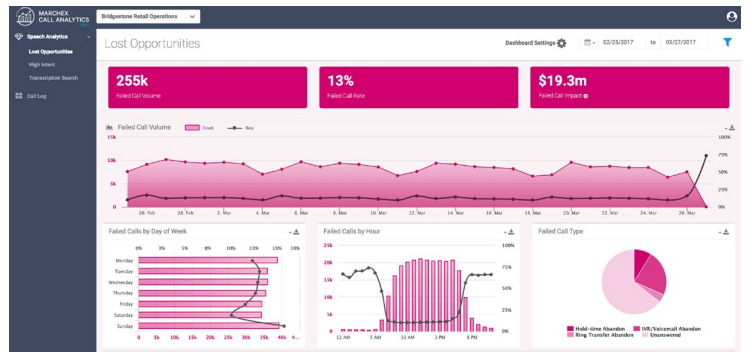 MARCHEX
CALL ANALYTICS
Bridgestone Retail Operations
Speech Analytics
Lost Opportunities
High Intent
Transcription Search
Call Log
Lost Opportunities
Dashboard Settings
02/25/2017 to 03/27/2017
255k
Failed Call Volume
13%
Failed Call Rate
$19.3m
Failed Call Impact
Failed Call Volume Count Rate
15k 100%
10k 75%
50%
5k 25%
0 0%
26. Feb 28. Feb 2. Mar 4. Mar 6. Mar 8. Mar 10. Mar 12. Mar 14. Mar 16. Mar 18. Mar 20. Mar 22. Mar 24. Mar 26. Mar
Failed Calls by Day of Week
0% 3% 5% 8% 10% 13% 15% 18%
Monday
Tuesday
Wednesday
Thursday
Friday
Saturday
Sunday
0 5k 10k 15k 20k 25k 30k 35k 40k 4...
Failed Calls by Hour
25k 100%
20k
75%
15k
50%
10k
25%
5k
0 0%
12 AM 5 AM 10 AM 3 PM 8 PM
Failed Call Type
Hold-time Abandon IVR/Voicemail Abandon
Ring Transfer Abandon Unanswered